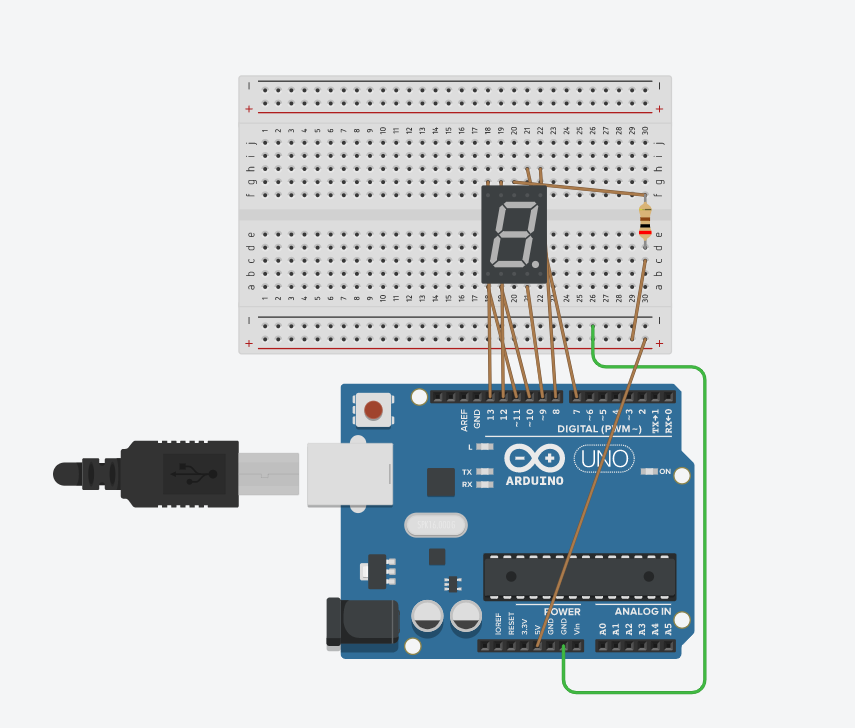 − −
+ +
1 2 3 4 5 6 7 8 9 10 11 12 13 14 15 16 17 18 19 20 21 22 23 24 25 26 27 28 29 30
j j
i i
h h
g g
f f
e e
d d
c c
b b
a a
1 2 3 4 5 6 7 8 9 10 11 12 13 14 15 16 17 18 19 20 21 22 23 24 25 26 27 28 29 30
− −
+ +
AREF GND 13 12 ~11 ~10 ~9 8 7 ~6 ~5 ~4 ~3 2 TX→1 RX←0
DIGITAL (PWM~)
L
TX
RX
UNO
ON
ARDUINO
POWER ANALOG IN
IOREF RESET 3.3V 5V GND GND Vin A0 A1 A2 A3 A4 A5